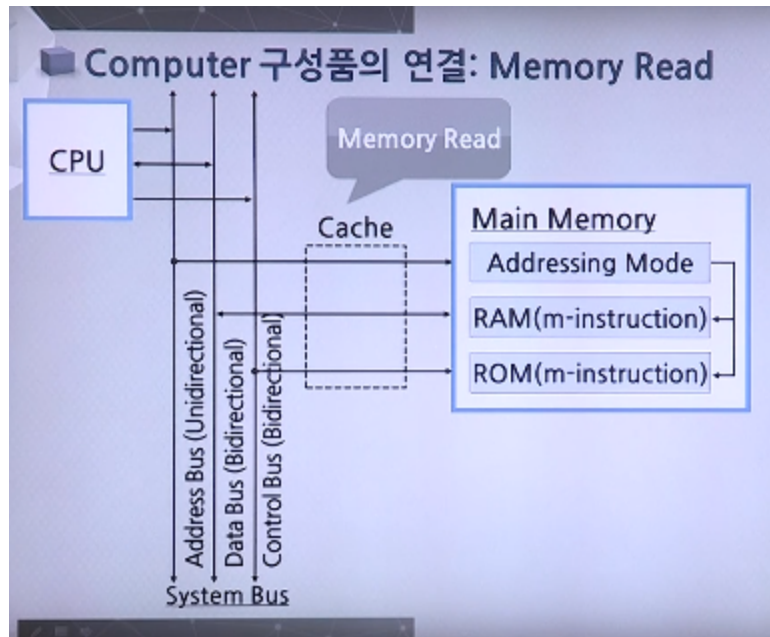 Computer 구성품의 연결: Memory Read
CPU
Memory Read
Cache
Main Memory
Addressing Mode
RAM(m-instruction)
ROM(m-instruction)
Address Bus (Unidirectional)
Data Bus (Bidirectional)
Control Bus (Bidirectional)
System Bus